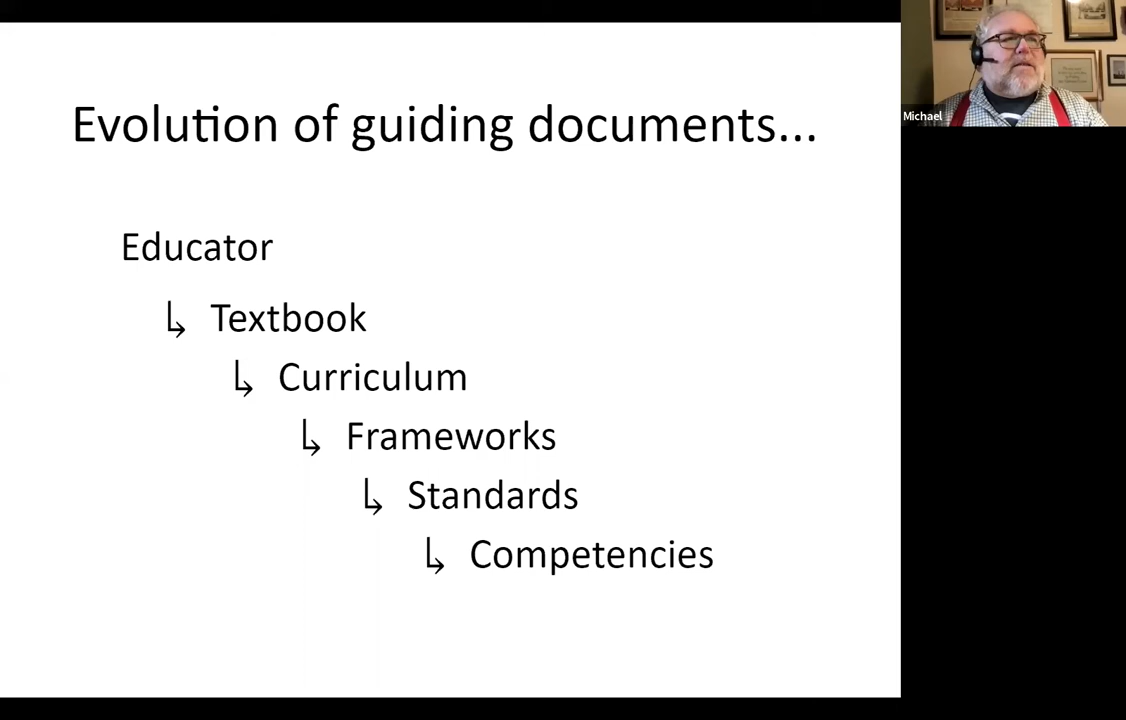 Evolution of guiding documents...
Educator
↳ Textbook
↳ Curriculum
↳ Frameworks
↳ Standards
↳ Competencies
Michael